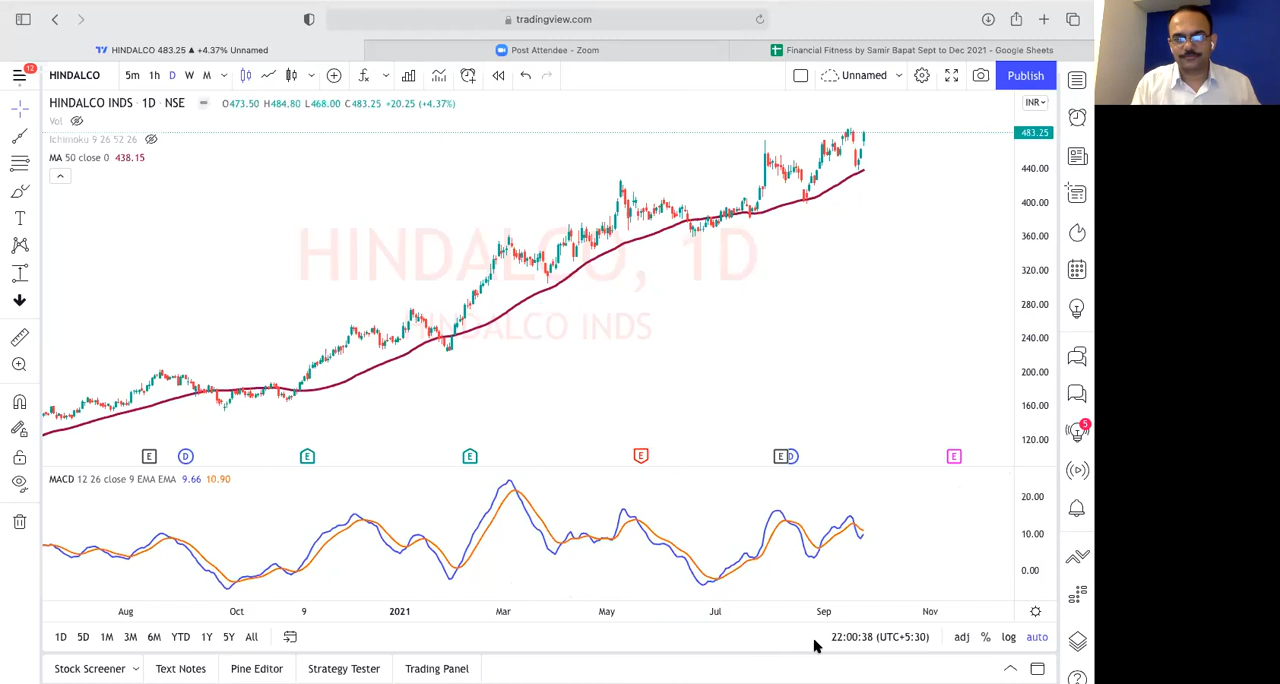 tradingview.com
HINDALCO 483.25 ▲ +4.37% Unnamed
Post Attendee - Zoom
Financial Fitness by Samir Bapat Sept to Dec 2021 - Google Sheets
12
HINDALCO
5m 1h D W M
Unnamed
Publish
HINDALCO INDS · 1D · NSE
O473.50 H484.80 L468.00 C483.25 +20.25 (+4.37%)
INR
Vol
Ichimoku 9 26 52 26
MA 50 close 0 438.15
483.25
440.00
400.00
360.00
320.00
280.00
240.00
200.00
160.00
120.00
HINDALCO, 1D
HINDALCO INDS
E D E E E E D E
MACD 12 26 close 9 EMA EMA 9.66 10.90
20.00
10.00
0.00
Aug Oct 9 2021 Mar May Jul Sep Nov
1D 5D 1M 3M 6M YTD 1Y 5Y All
22:00:38 (UTC+5:30)
adj % log auto
Stock Screener Text Notes Pine Editor Strategy Tester Trading Panel
5